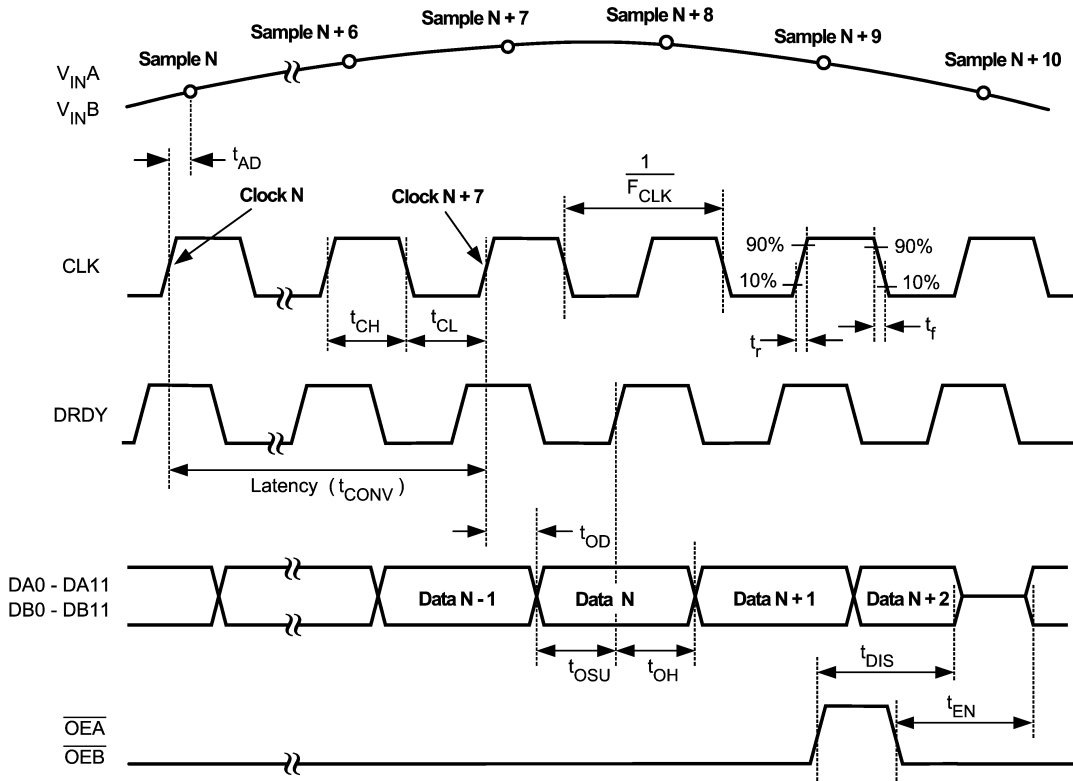 Sample N
Sample N + 6
Sample N + 7
Sample N + 8
Sample N + 9
Sample N + 10
VINA
VINB
tAD
Clock N
Clock N + 7
1
FCLK
CLK
90%
90%
10%
10%
tCH
tCL
tr
tf
DRDY
Latency (tCONV)
tOD
DA0 - DA11
DB0 - DB11
Data N - 1
Data N
Data N + 1
Data N + 2
tOSU
tOH
tDIS
tEN
OEA
OEB